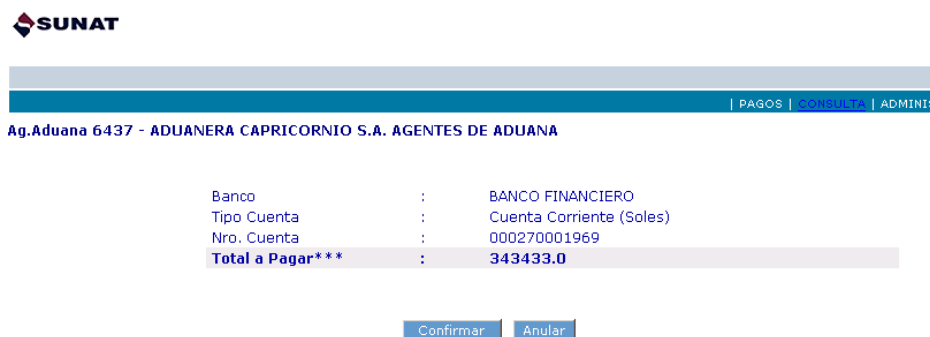 SUNAT
| PAGOS | CONSULTA | ADMINIS
Ag.Aduana 6437 - ADUANERA CAPRICORNIO S.A. AGENTES DE ADUANA
Banco : BANCO FINANCIERO
Tipo Cuenta : Cuenta Corriente (Soles)
Nro. Cuenta : 000270001969
Total a Pagar*** : 343433.0
Confirmar Anular